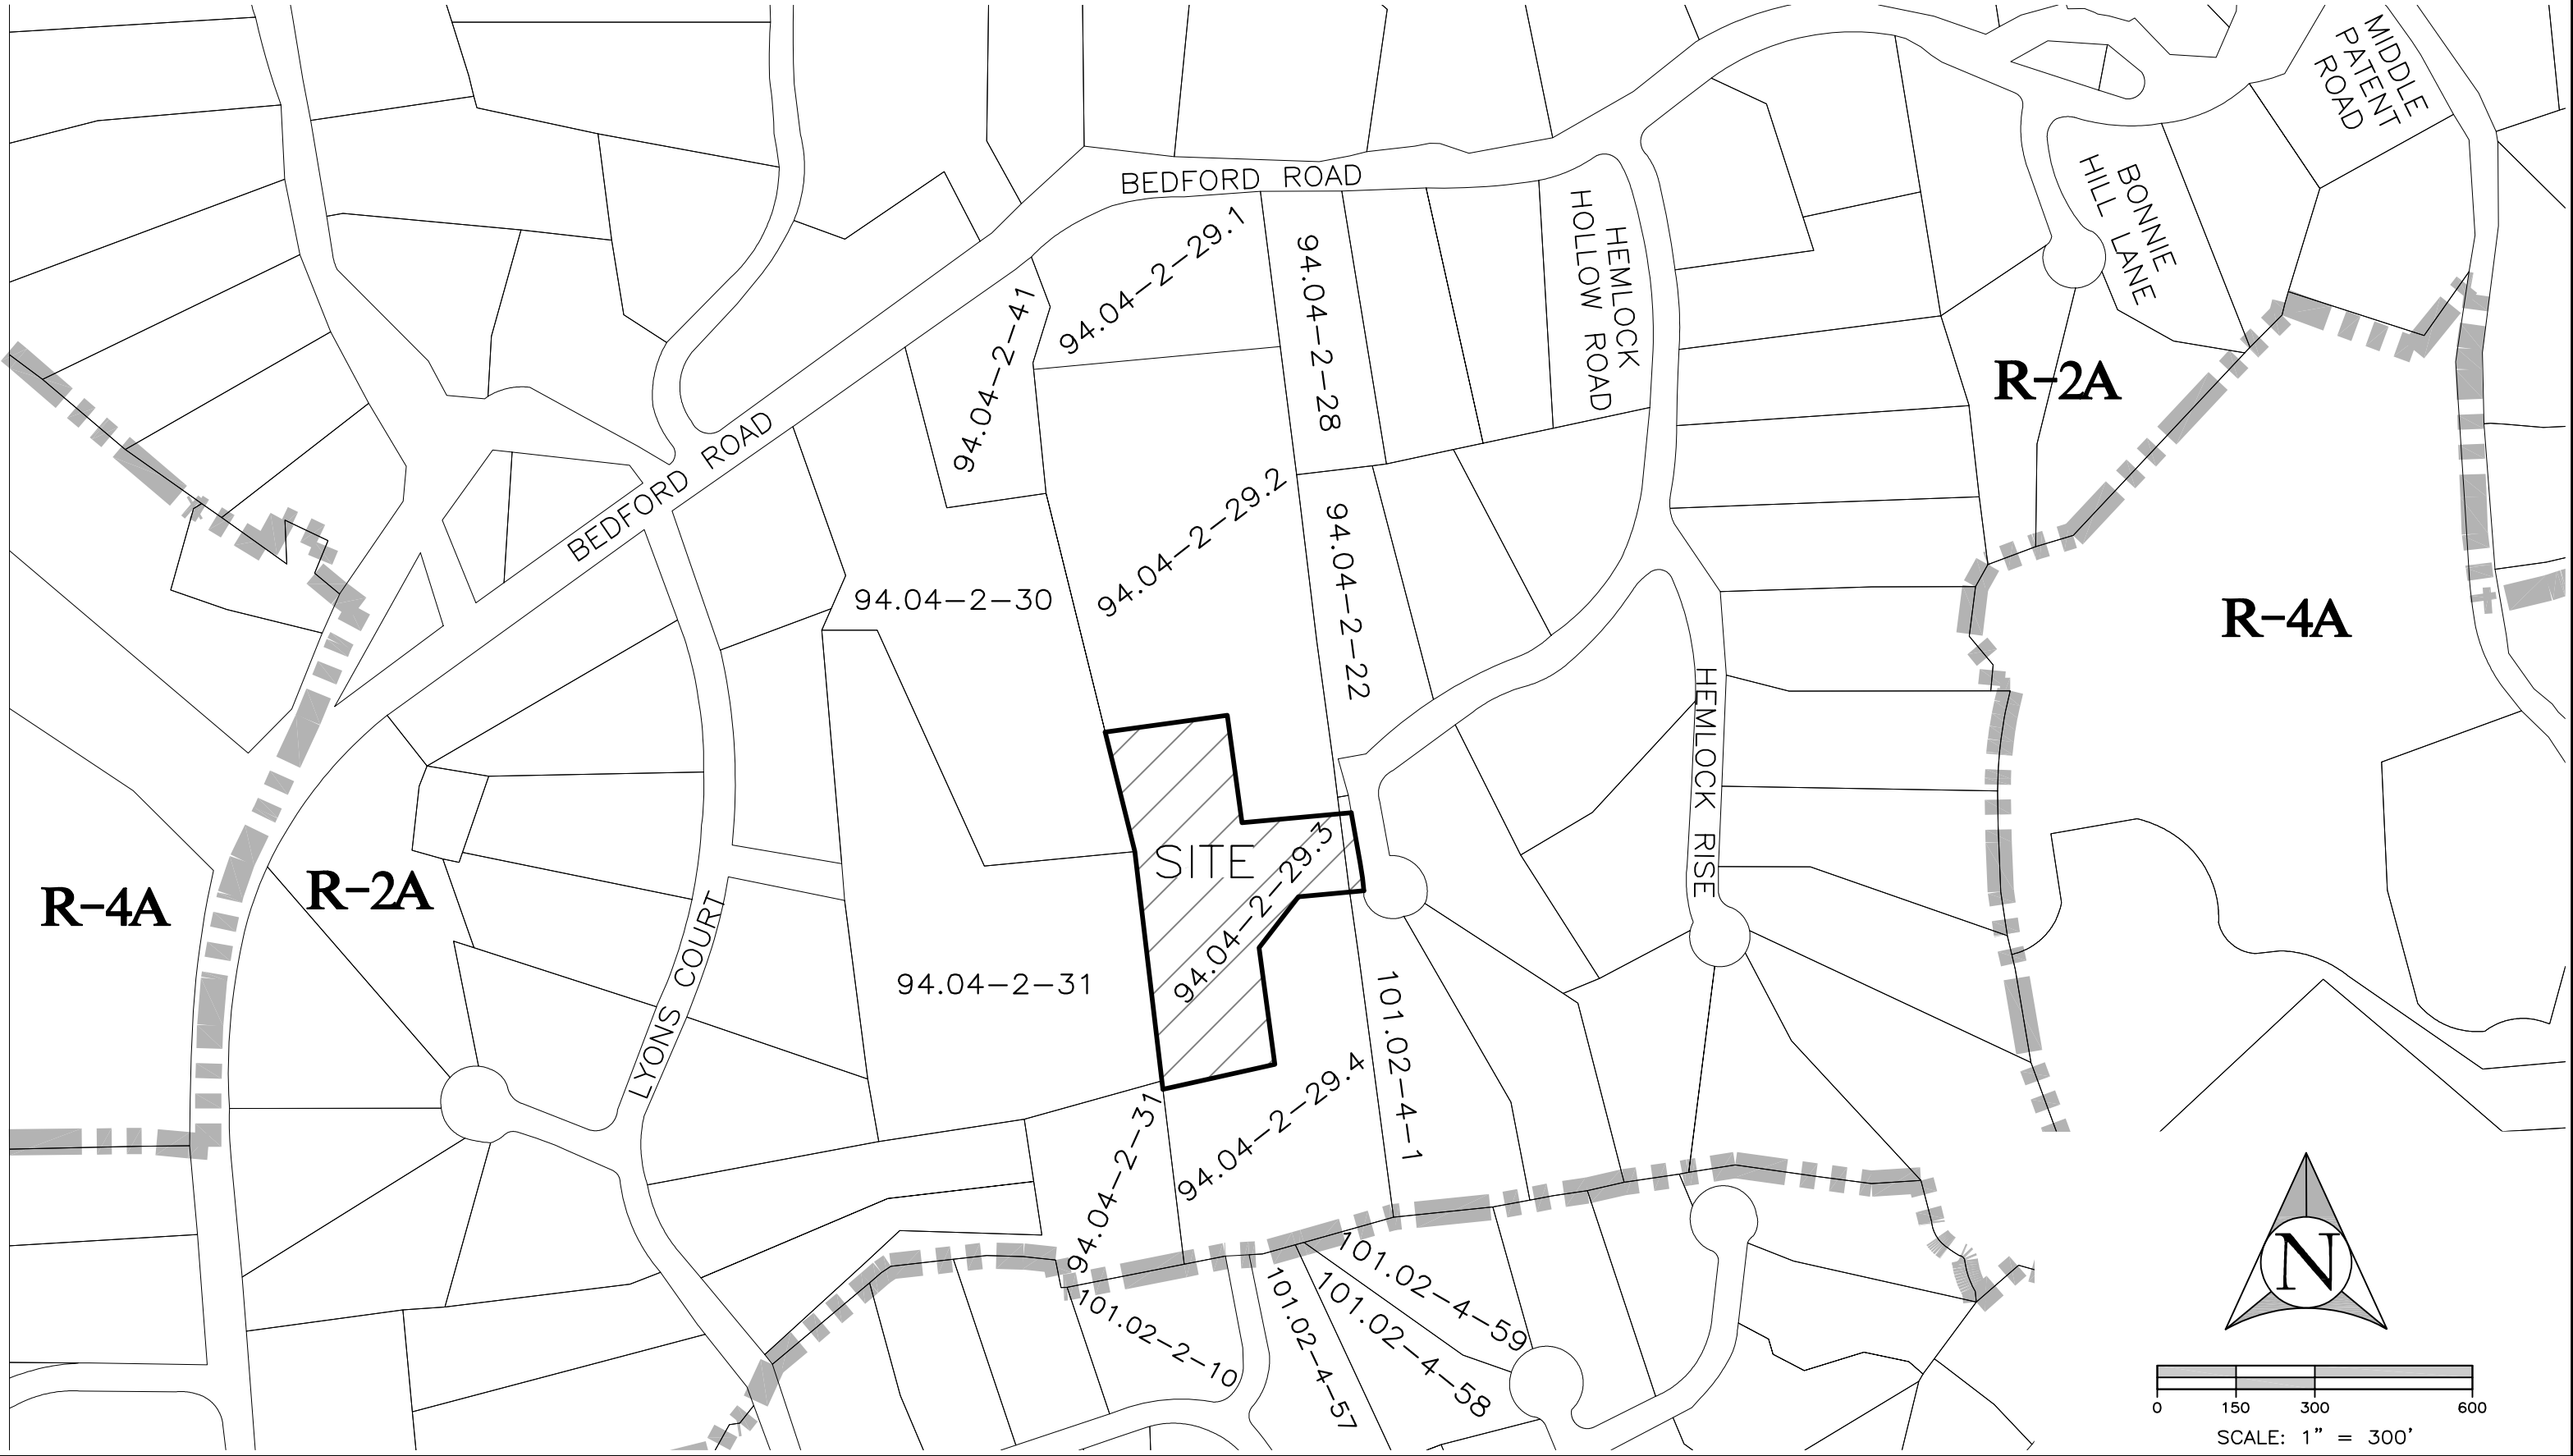 MIDDLE
PATENT
ROAD
BEDFORD ROAD
BONNIE
HILL LANE
HEMLOCK
HOLLOW ROAD
94.04-2-29.1
94.04-2-28
94.04-2-41
R-2A
BEDFORD ROAD
94.04-2-29.2
94.04-2-22
94.04-2-30
R-4A
HEMLOCK RISE
SITE
94.04-2-29.3
R-4A
R-2A
LYONS COURT
94.04-2-31
101.02-4-1
94.04-2-31
94.04-2-29.4
101.02-2-10
101.02-4-57
101.02-4-58
101.02-4-59
N
0 150 300 600
SCALE: 1" = 300'